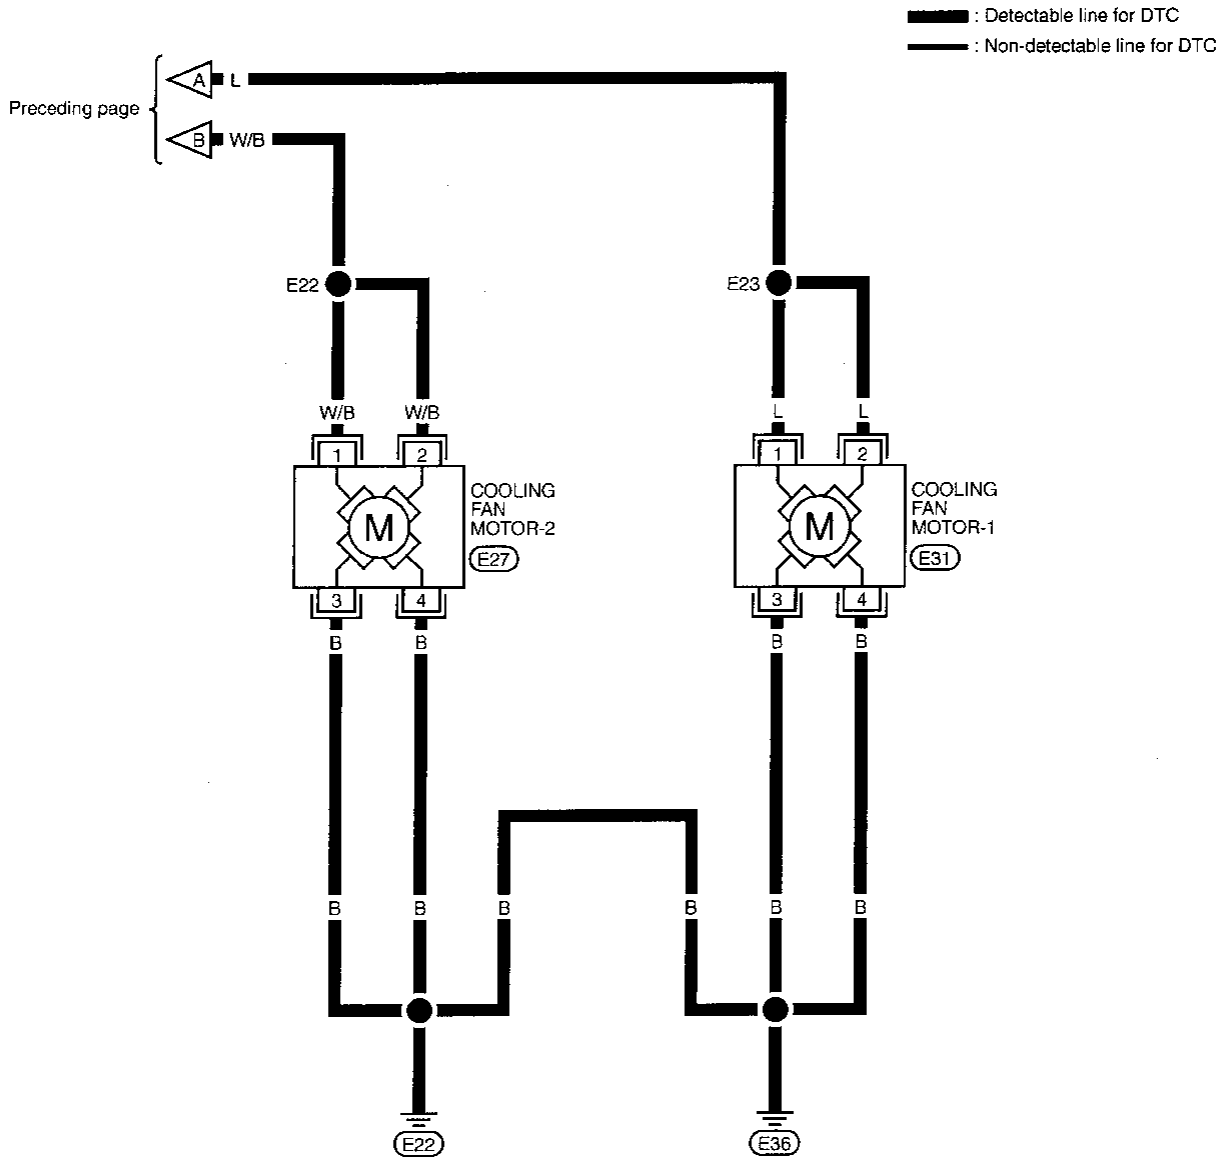 : Detectable line for DTC
: Non-detectable line for DTC
Preceding page
A L
B W/B
E22
E23
W/B W/B
L L
1 2
1 2
M
COOLING
FAN
MOTOR-2
E27
M
COOLING
FAN
MOTOR-1
E31
3 4
3 4
B B
B B
B B B B B B
E22
E36